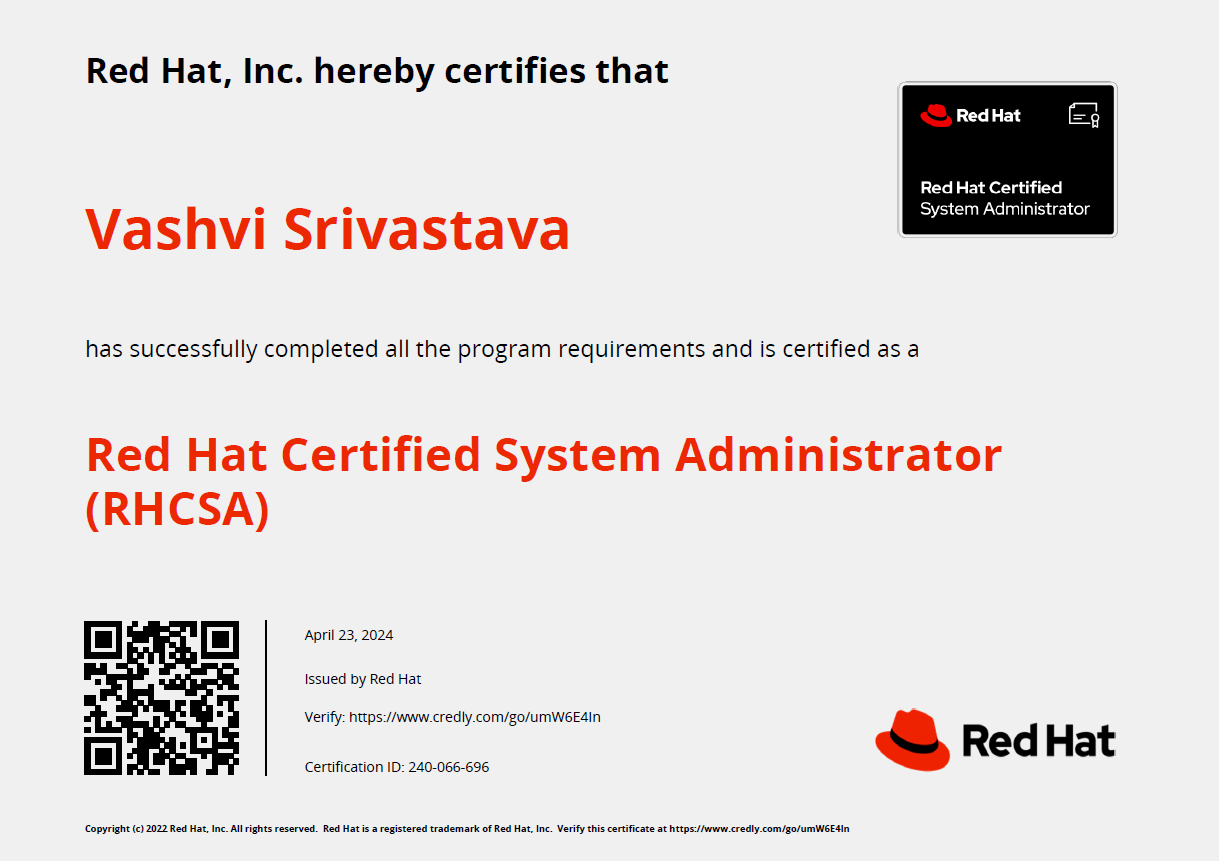 Red Hat, Inc. hereby certifies that
Red Hat
Red Hat Certified
System Administrator
Vashvi Srivastava
has successfully completed all the program requirements and is certified as a
Red Hat Certified System Administrator
(RHCSA)
April 23, 2024
Issued by Red Hat
Verify: https://www.credly.com/go/umW6E4In
Certification ID: 240-066-696
Red Hat
Copyright (c) 2022 Red Hat, Inc. All rights reserved.  Red Hat is a registered trademark of Red Hat, Inc.  Verify this certificate at https://www.credly.com/go/umW6E4In